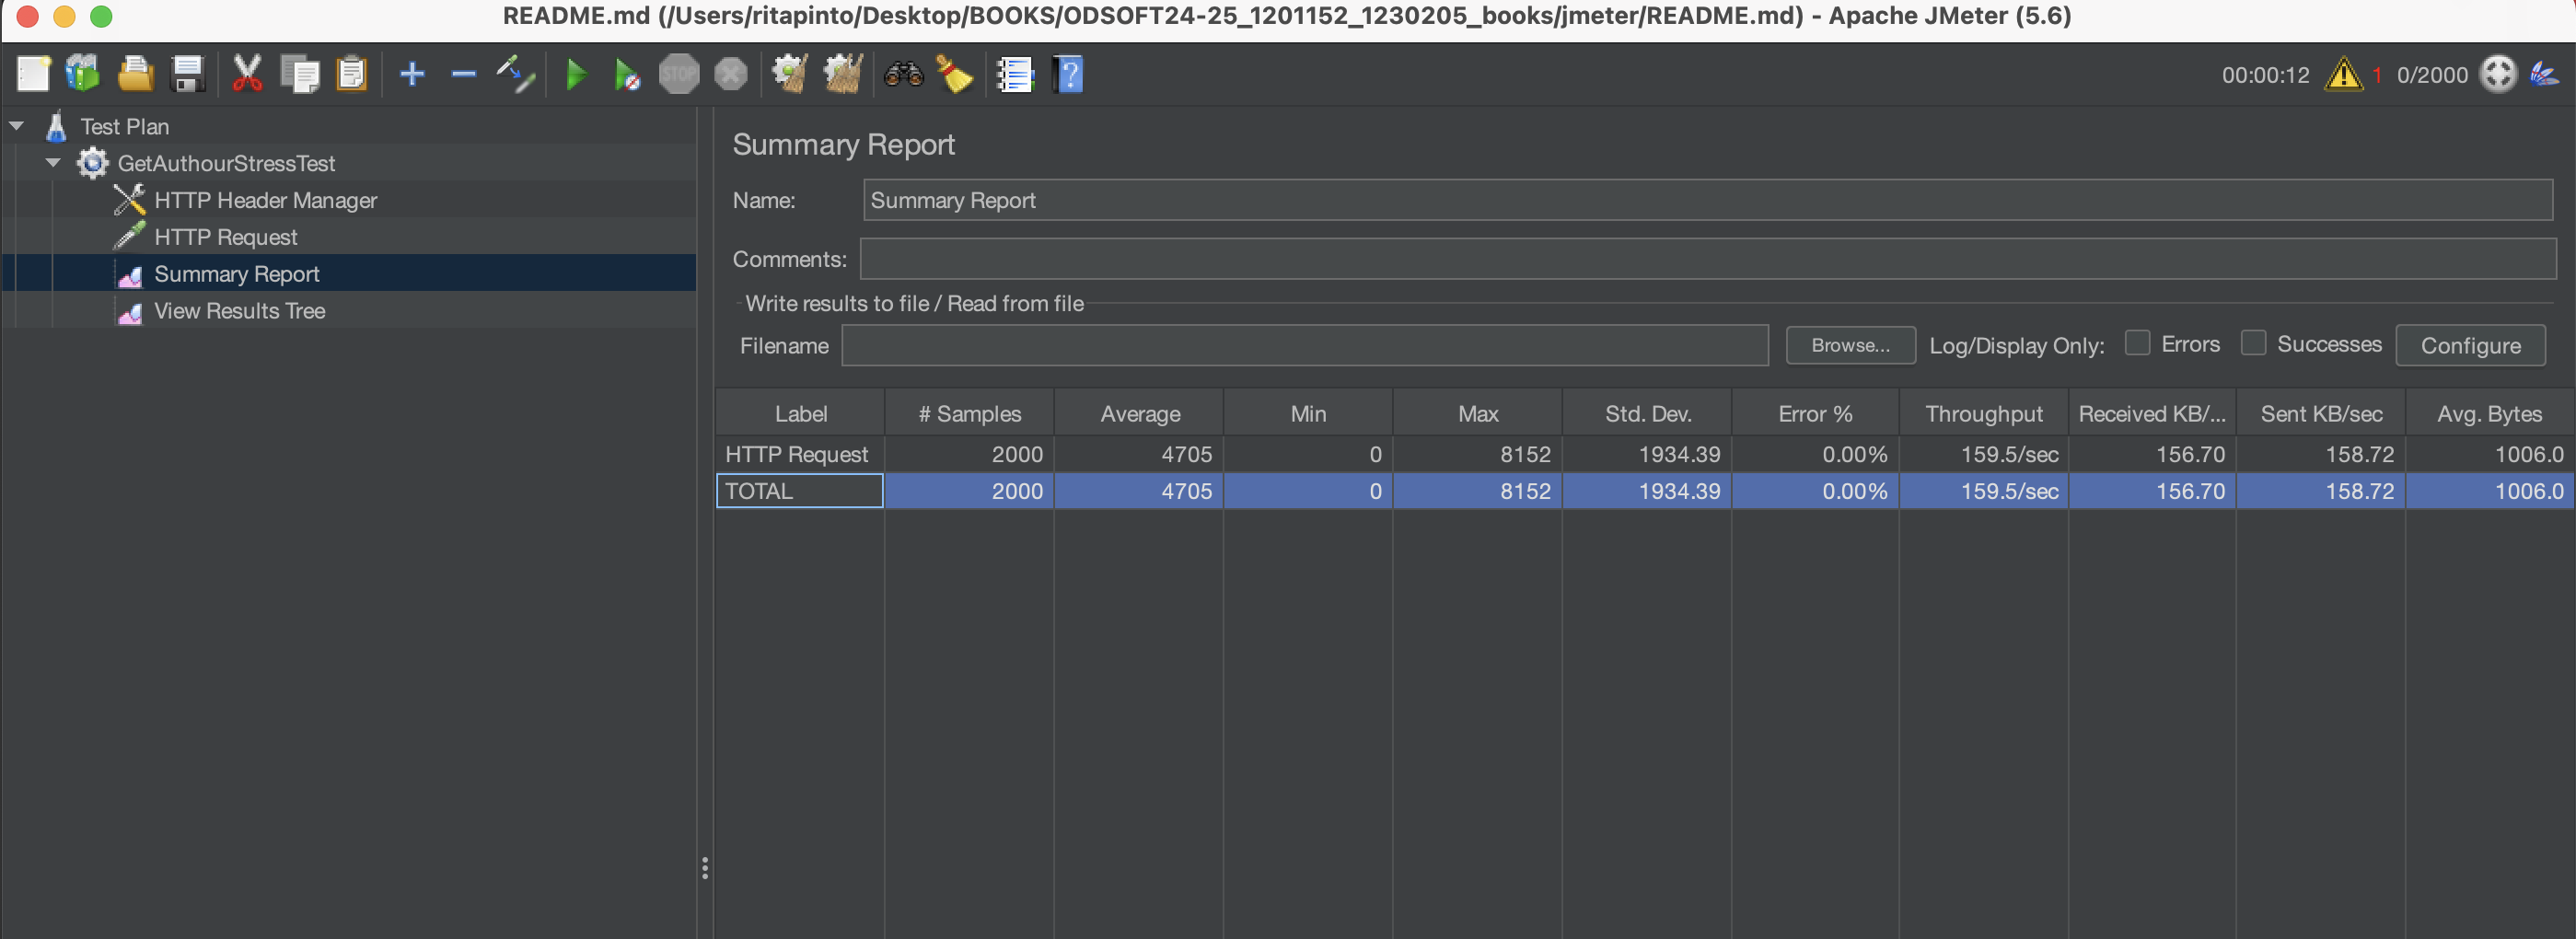 README.md (/Users/ritapinto/Desktop/BOOKS/ODSOFT24-25_1201152_1230205_books/jmeter/README.md) - Apache JMeter (5.6)
STOP
00:00:12 1 0/2000
Test Plan
GetAuthourStressTest
HTTP Header Manager
HTTP Request
Summary Report
View Results Tree
Summary Report
Name: Summary Report
Comments:
Write results to file / Read from file
Filename Browse... Log/Display Only: Errors Successes Configure
Label # Samples Average Min Max Std. Dev. Error % Throughput Received KB/... Sent KB/sec Avg. Bytes
HTTP Request 2000 4705 0 8152 1934.39 0.00% 159.5/sec 156.70 158.72 1006.0
TOTAL 2000 4705 0 8152 1934.39 0.00% 159.5/sec 156.70 158.72 1006.0